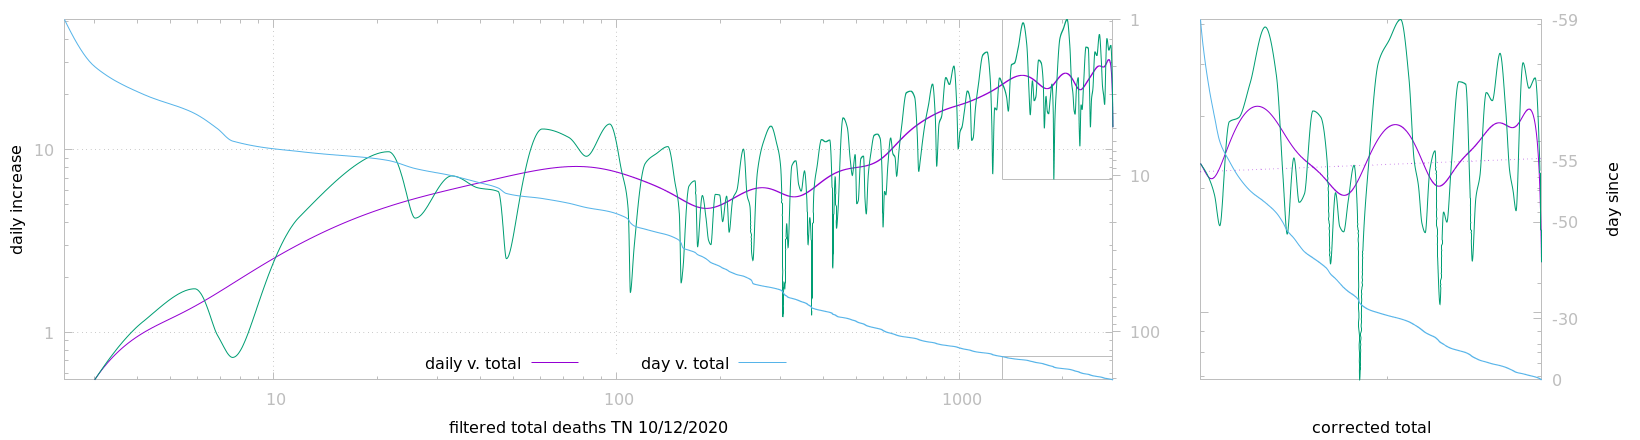 daily increase
10
1
10
100
1000
1
10
100
daily v. total
day v. total
filtered total deaths TN 10/12/2020
-59
-55
-50
-30
0
day since
corrected total